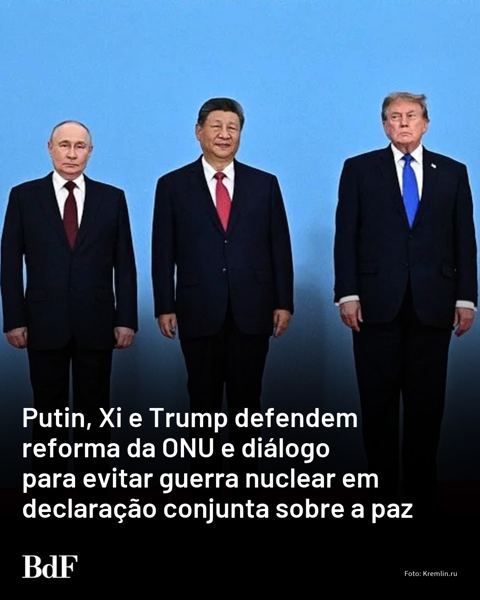 Putin, Xi e Trump defendem
reforma da ONU e diálogo
para evitar guerra nuclear em
declaração conjunta sobre a paz
BdF
Foto: Kremlin.ru